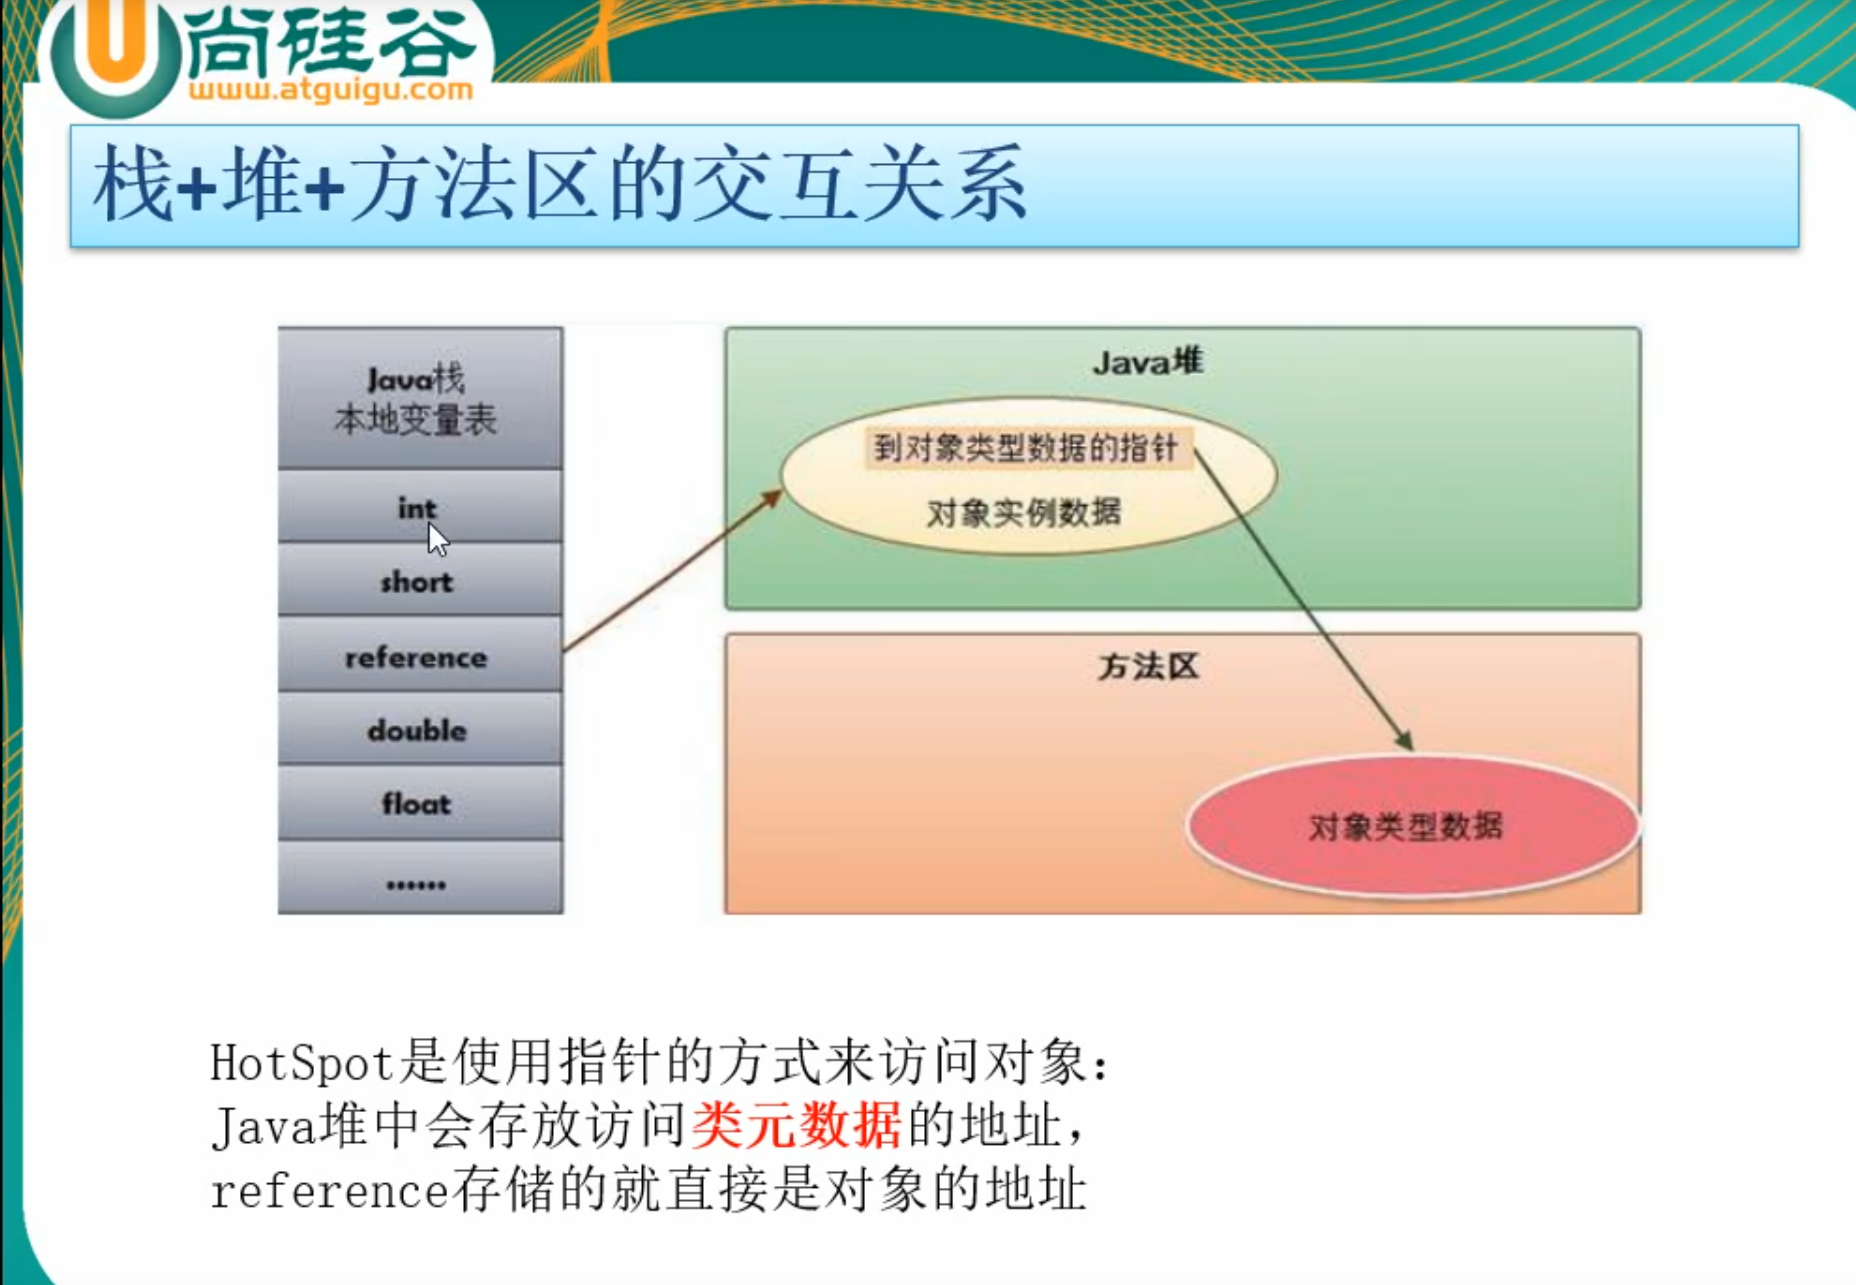 尚硅谷
www.atguigu.com
栈+堆+方法区的交互关系
Java栈
本地变量表
int
short
reference
double
float
......
Java堆
到对象类型数据的指针
对象实例数据
方法区
对象类型数据
HotSpot是使用指针的方式来访问对象：
Java堆中会存放访问类元数据的地址，
reference存储的就直接是对象的地址